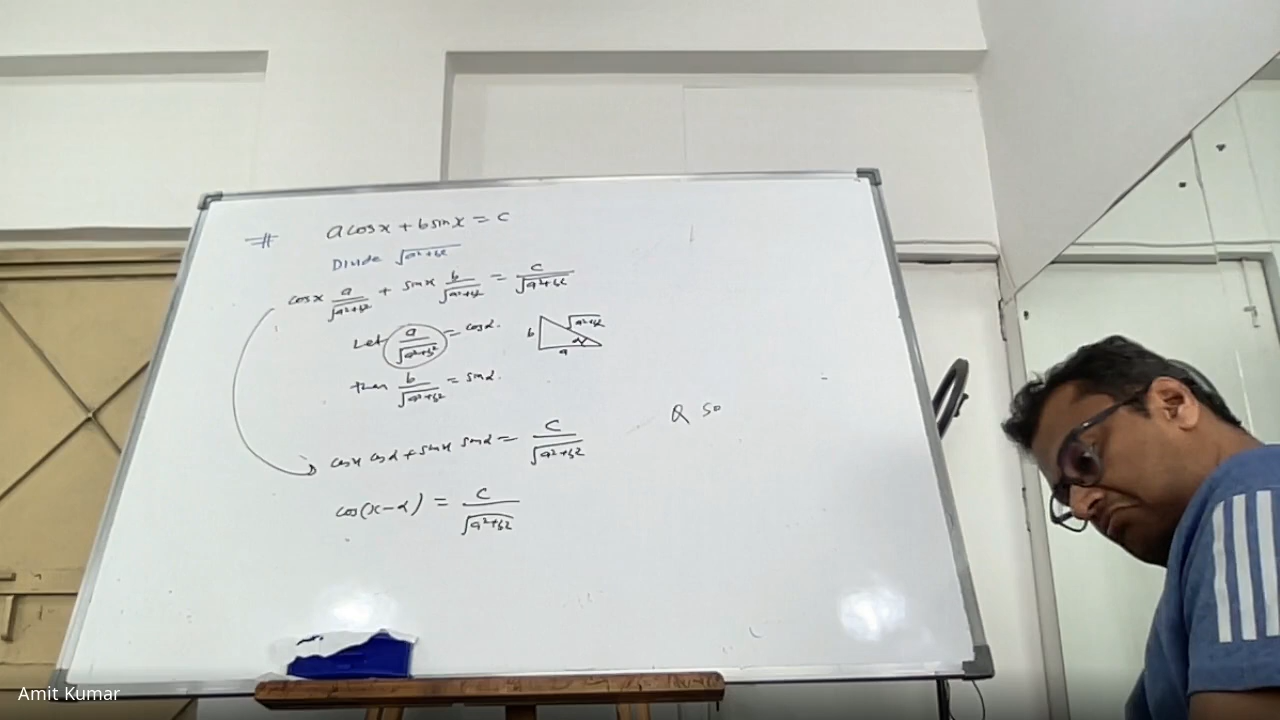 # a cos x + b sin x = c
Divide √(a²+b²)
cos x a/√(a²+b²) + sin x b/√(a²+b²) = c/√(a²+b²)
Let a/√(a²+b²) = cos α.
b √(a²+b²) α a
then b/√(a²+b²) = sin α.
cos x cos α + sin x sin α = c/√(a²+b²)
cos(x-α) = c/√(a²+b²)
Q So
Amit Kumar